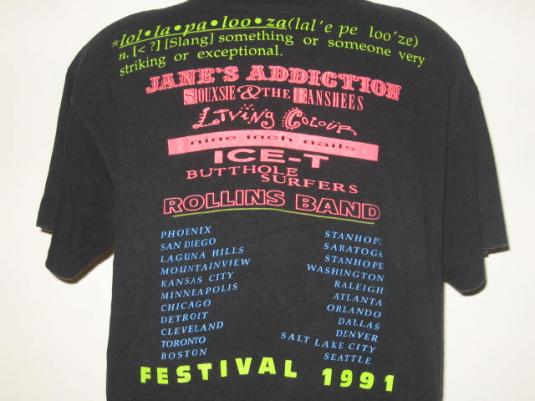 *lol•la•pa•loo•za(lal'e pe loo'ze)
n. [< ?] [Slang] something or someone very
striking or exceptional.
JANE'S ADDICTION
SIOUXSIE & THE BANSHEES
LIVING COLOUR
nine inch nails
ICE-T
BUTTHOLE
SURFERS
ROLLINS BAND
PHOENIX
SAN DIEGO
LAGUNA HILLS
MOUNTAINVIEW
KANSAS CITY
MINNEAPOLIS
CHICAGO
DETROIT
CLEVELAND
TORONTO
BOSTON
STANHOPE
SARATOGA
STANHOPE
WASHINGTON
RALEIGH
ATLANTA
ORLANDO
DALLAS
DENVER
SALT LAKE CITY
SEATTLE
FESTIVAL 1991